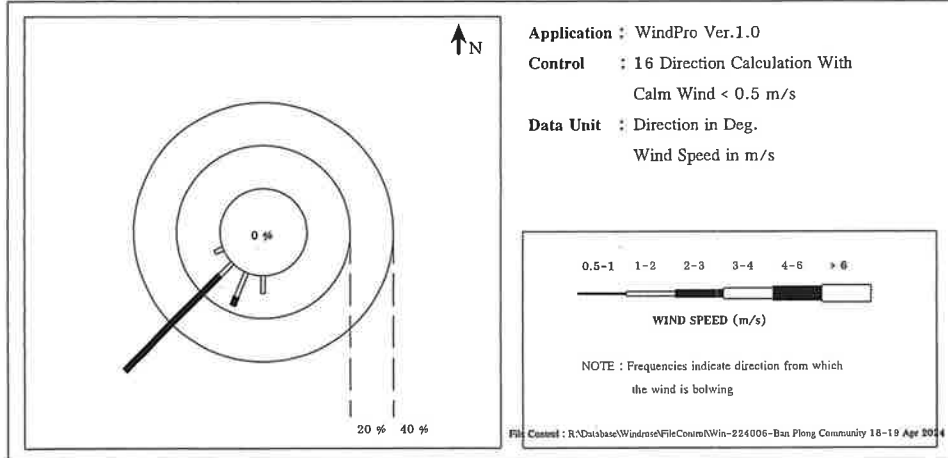 N
0 %
20 % 40 %
Application : WindPro Ver.1.0
Control : 16 Direction Calculation With
Calm Wind < 0.5 m/s
Data Unit : Direction in Deg.
Wind Speed in m/s
0.5-1 1-2 2-3 3-4 4-6 > 6
WIND SPEED (m/s)
NOTE : Frequencies indicate direction from which
the wind is bolwing
File Control : R:\Database\Windrose\FileControl\Win-224006-Ban Plong Community 18-19 Apr 2024